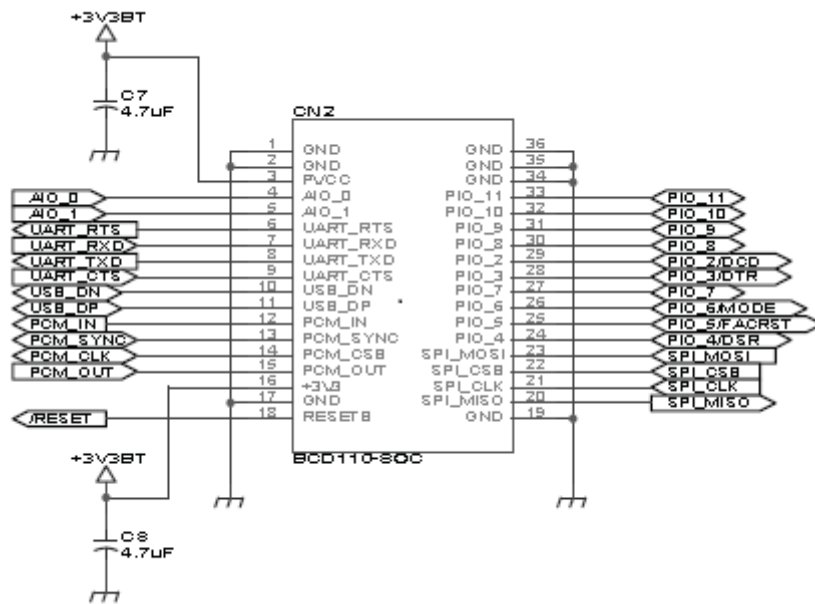 +3V3BT
C7
4.7uF
CN2
1 GND GND 36
2 GND GND 35
3 PVCC GND 34
AIO_0 4 AIO_0 PIO_11 33 PIO_11
AIO_1 5 AIO_1 PIO_10 32 PIO_10
UART_RTS 6 UART_RTS PIO_9 31 PIO_9
UART_RXD 7 UART_RXD PIO_8 30 PIO_8
UART_TXD 8 UART_TXD PIO_2 29 PIO_2/DCD
UART_CTS 9 UART_CTS PIO_3 28 PIO_3/DTR
USB_DN 10 USB_DN PIO_7 27 PIO_7
USB_DP 11 USB_DP PIO_6 26 PIO_6/MODE
PCM_IN 12 PCM_IN PIO_5 25 PIO_5/FACRST
PCM_SYNC 13 PCM_SYNC PIO_4 24 PIO_4/DSR
PCM_CLK 14 PCM_CSB SPI_MOSI 23 SPI_MOSI
PCM_OUT 15 PCM_OUT SPI_CSB 22 SPI_CSB
16 +3V3 SPI_CLK 21 SPI_CLK
17 GND SPI_MISO 20 SPI_MISO
/RESET 18 RESETB GND 19
BCD110-SOC
+3V3BT
C8
4.7uF